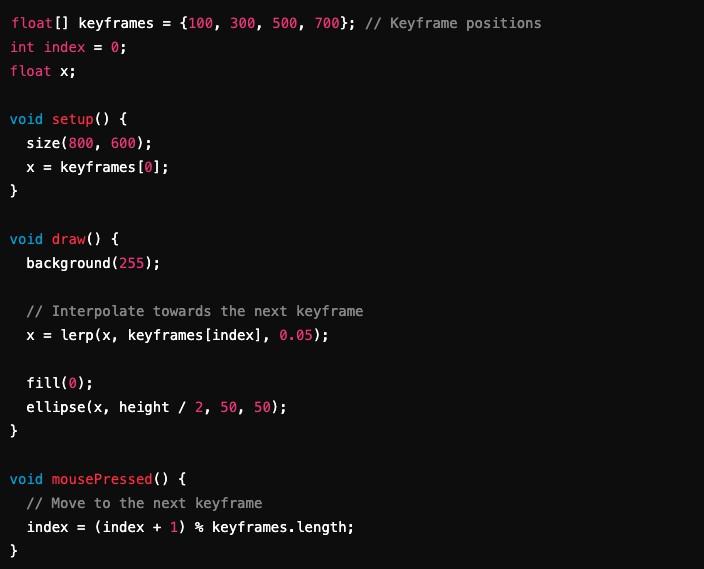 float[] keyframes = {100, 300, 500, 700}; // Keyframe positions
int index = 0;
float x;

void setup() {
  size(800, 600);
  x = keyframes[0];
}

void draw() {
  background(255);

  // Interpolate towards the next keyframe
  x = lerp(x, keyframes[index], 0.05);

  fill(0);
  ellipse(x, height / 2, 50, 50);
}

void mousePressed() {
  // Move to the next keyframe
  index = (index + 1) % keyframes.length;
}